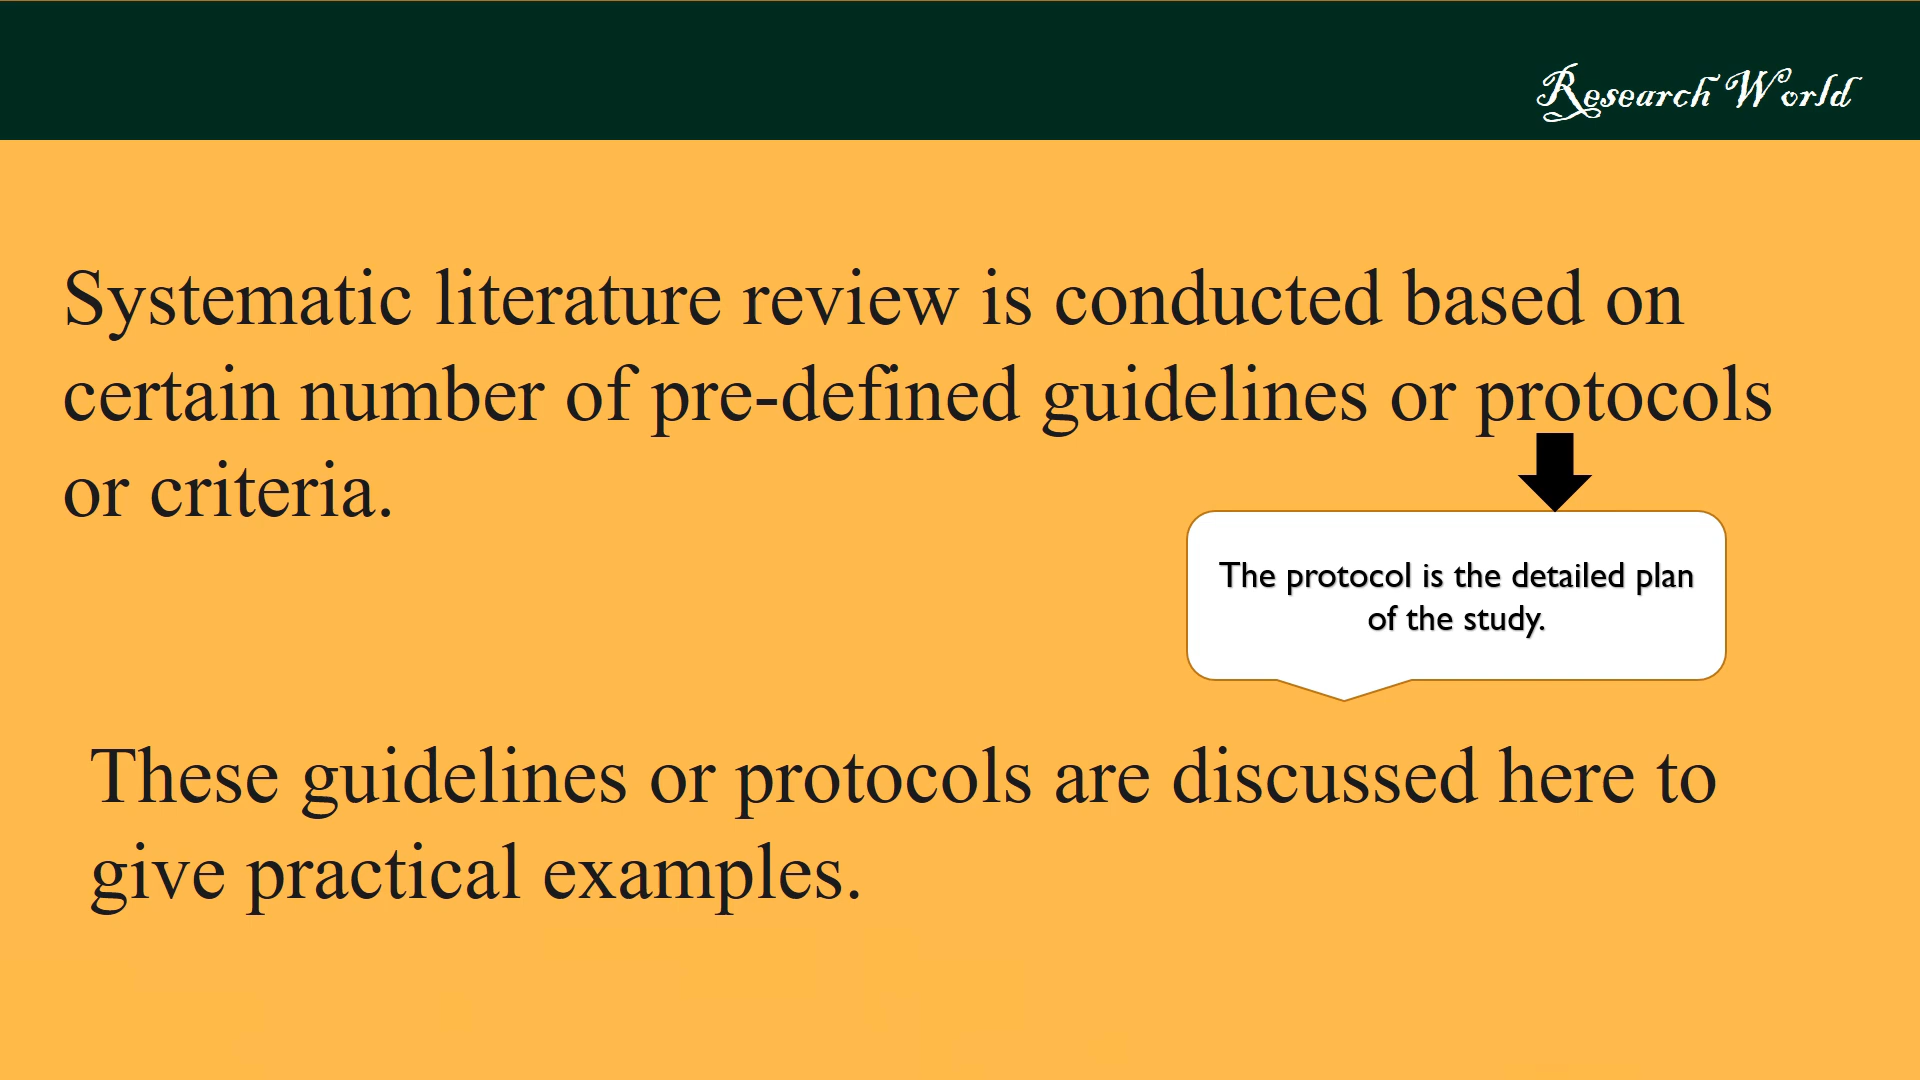 Research World
Systematic literature review is conducted based on
certain number of pre-defined guidelines or protocols
or criteria.
The protocol is the detailed plan
of the study.
These guidelines or protocols are discussed here to
give practical examples.